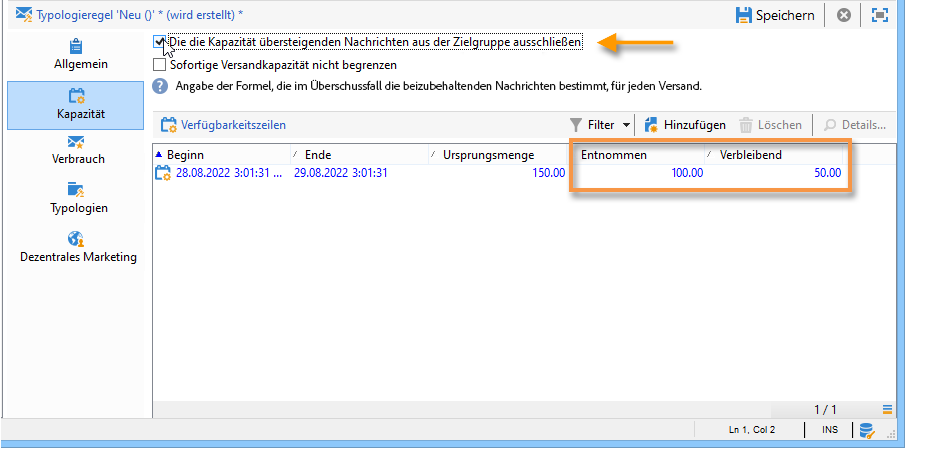 Typologieregel 'Neu ()' * (wird erstellt) *
Speichern
Allgemein
Kapazität
Verbrauch
Typologien
Dezentrales Marketing
Die die Kapazität übersteigenden Nachrichten aus der Zielgruppe ausschließen
Sofortige Versandkapazität nicht begrenzen
Angabe der Formel, die im Überschussfall die beizubehaltenden Nachrichten bestimmt, für jeden Versand.
Verfügbarkeitszeilen Filter Hinzufügen Löschen Details...
Beginn Ende Ursprungsmenge Entnommen Verbleibend
28.08.2022 3:01:31 ... 29.08.2022 3:01:31 150.00 100.00 50.00
1 / 1
Ln 1, Col 2 INS